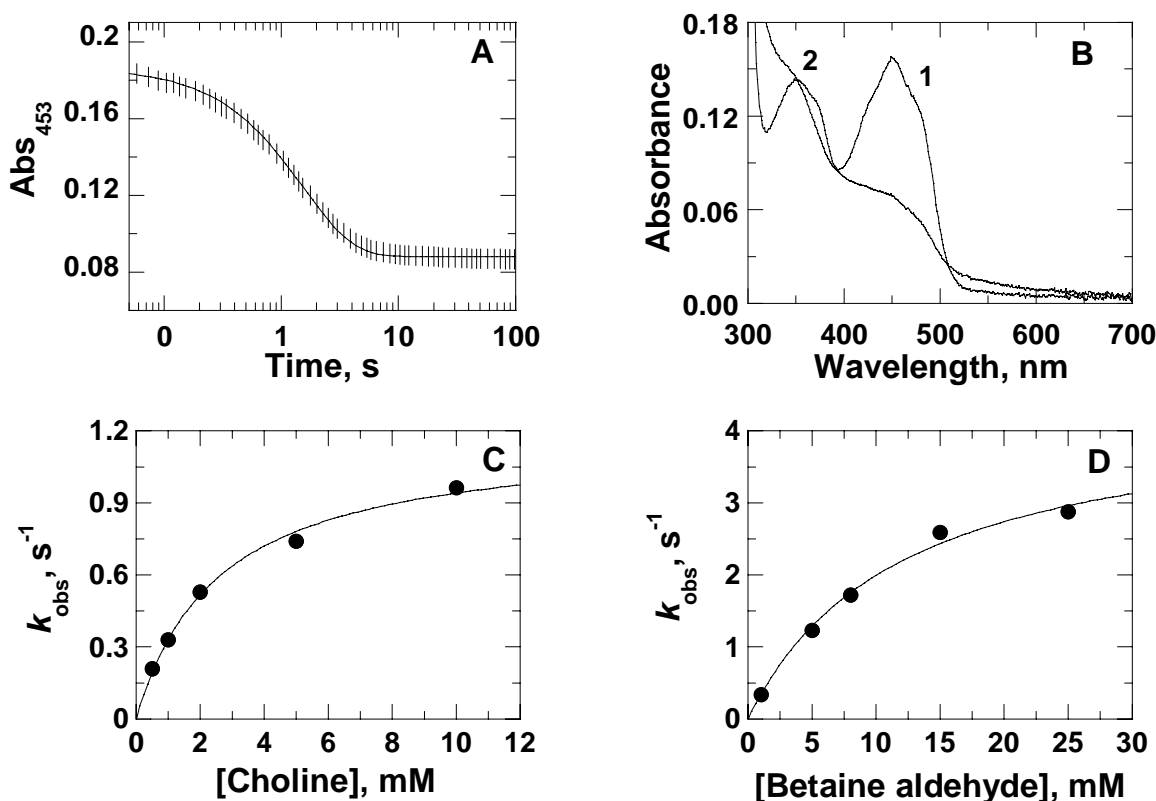 A
0.2
0.16
0.12
0.08
Abs453
0 1 10 100
Time, s
B
1
2
0.18
0.12
0.06
0.00
Absorbance
300 400 500 600 700
Wavelength, nm
C
1.2
0.9
0.6
0.3
0
kobs, s-1
0 2 4 6 8 10 12
[Choline], mM
D
4
3
2
1
0
kobs, s-1
0 5 10 15 20 25 30
[Betaine aldehyde], mM